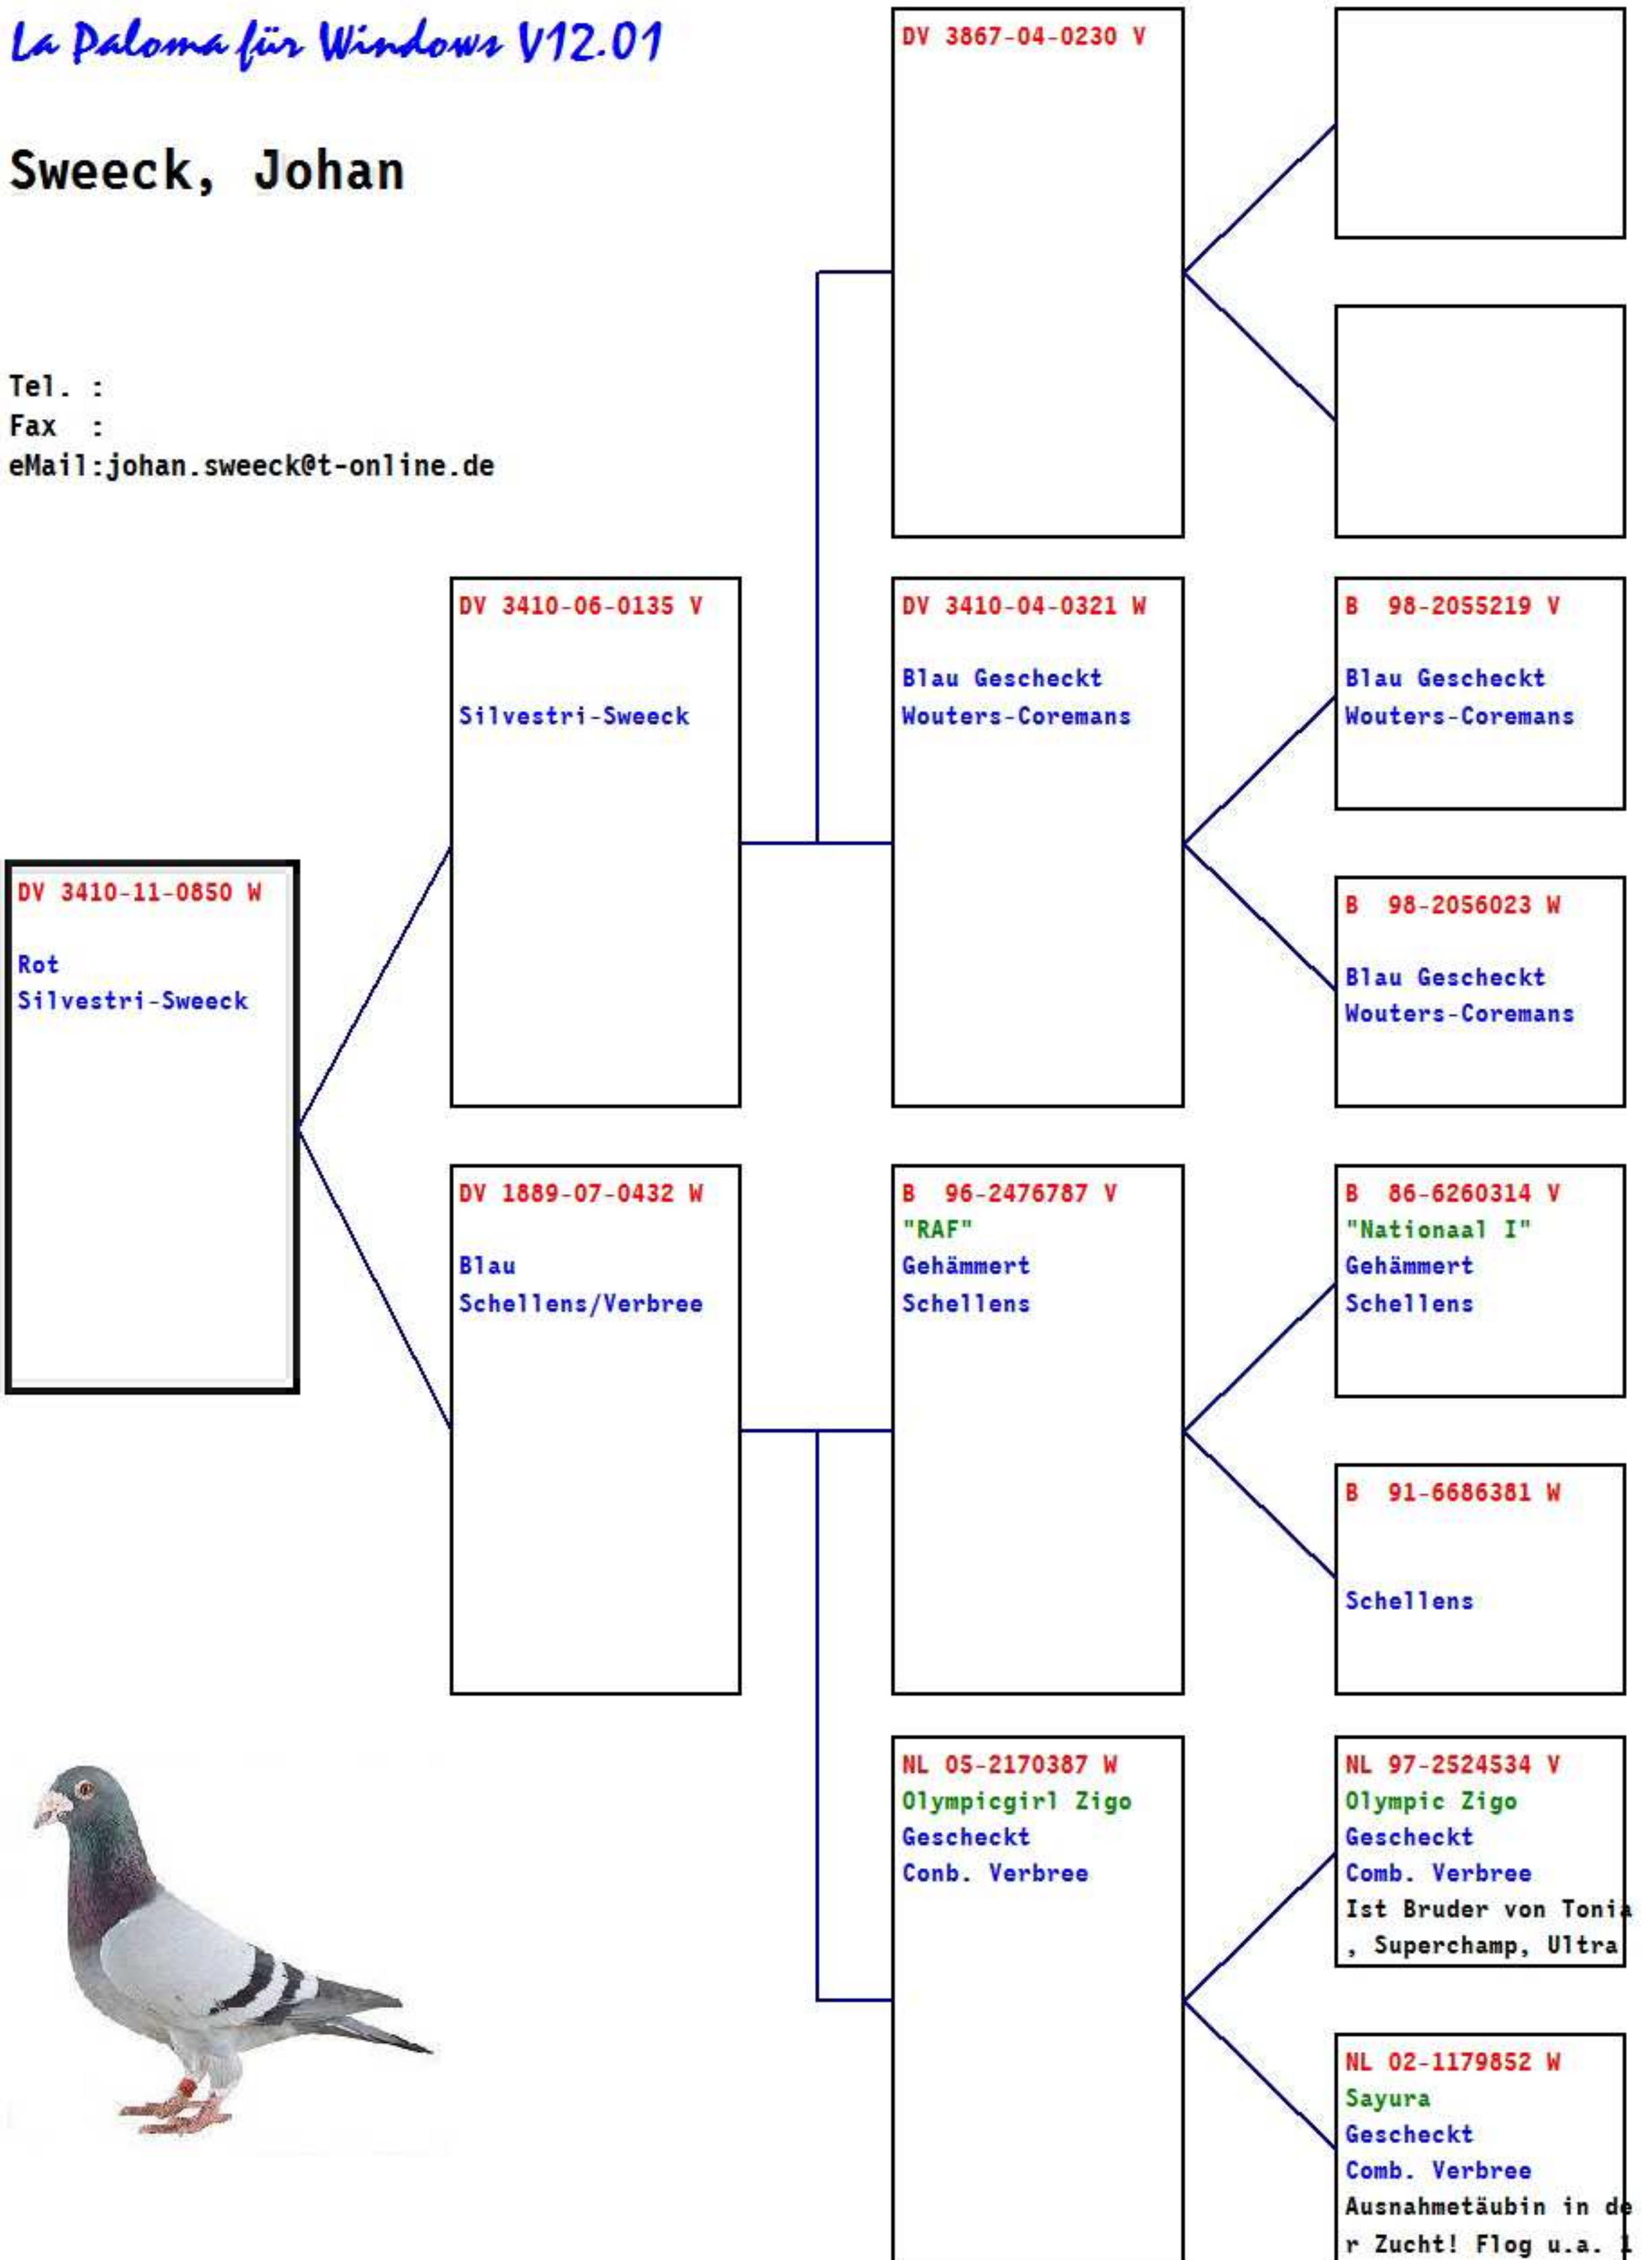 La Paloma für Windows V12.01
Sweeck, Johan
Tel. :
Fax :
eMail:johan.sweeck@t-online.de
DV 3410-11-0850 W
Rot
Silvestri-Sweeck
DV 3410-06-0135 V
Silvestri-Sweeck
DV 1889-07-0432 W
Blau
Schellens/Verbree
DV 3867-04-0230 V
DV 3410-04-0321 W
Blau Gescheckt
Wouters-Coremans
B 96-2476787 V
"RAF"
Gehämmert
Schellens
NL 05-2170387 W
Olympicgirl Zigo
Gescheckt
Conb. Verbree
B 98-2055219 V
Blau Gescheckt
Wouters-Coremans
B 98-2056023 W
Blau Gescheckt
Wouters-Coremans
B 86-6260314 V
"Nationaal I"
Gehämmert
Schellens
B 91-6686381 W
Schellens
NL 97-2524534 V
Olympic Zigo
Gescheckt
Comb. Verbree
Ist Bruder von Tonia
, Superchamp, Ultra
NL 02-1179852 W
Sayura
Gescheckt
Comb. Verbree
Ausnahmetäubin in de
r Zucht! Flog u.a. 1